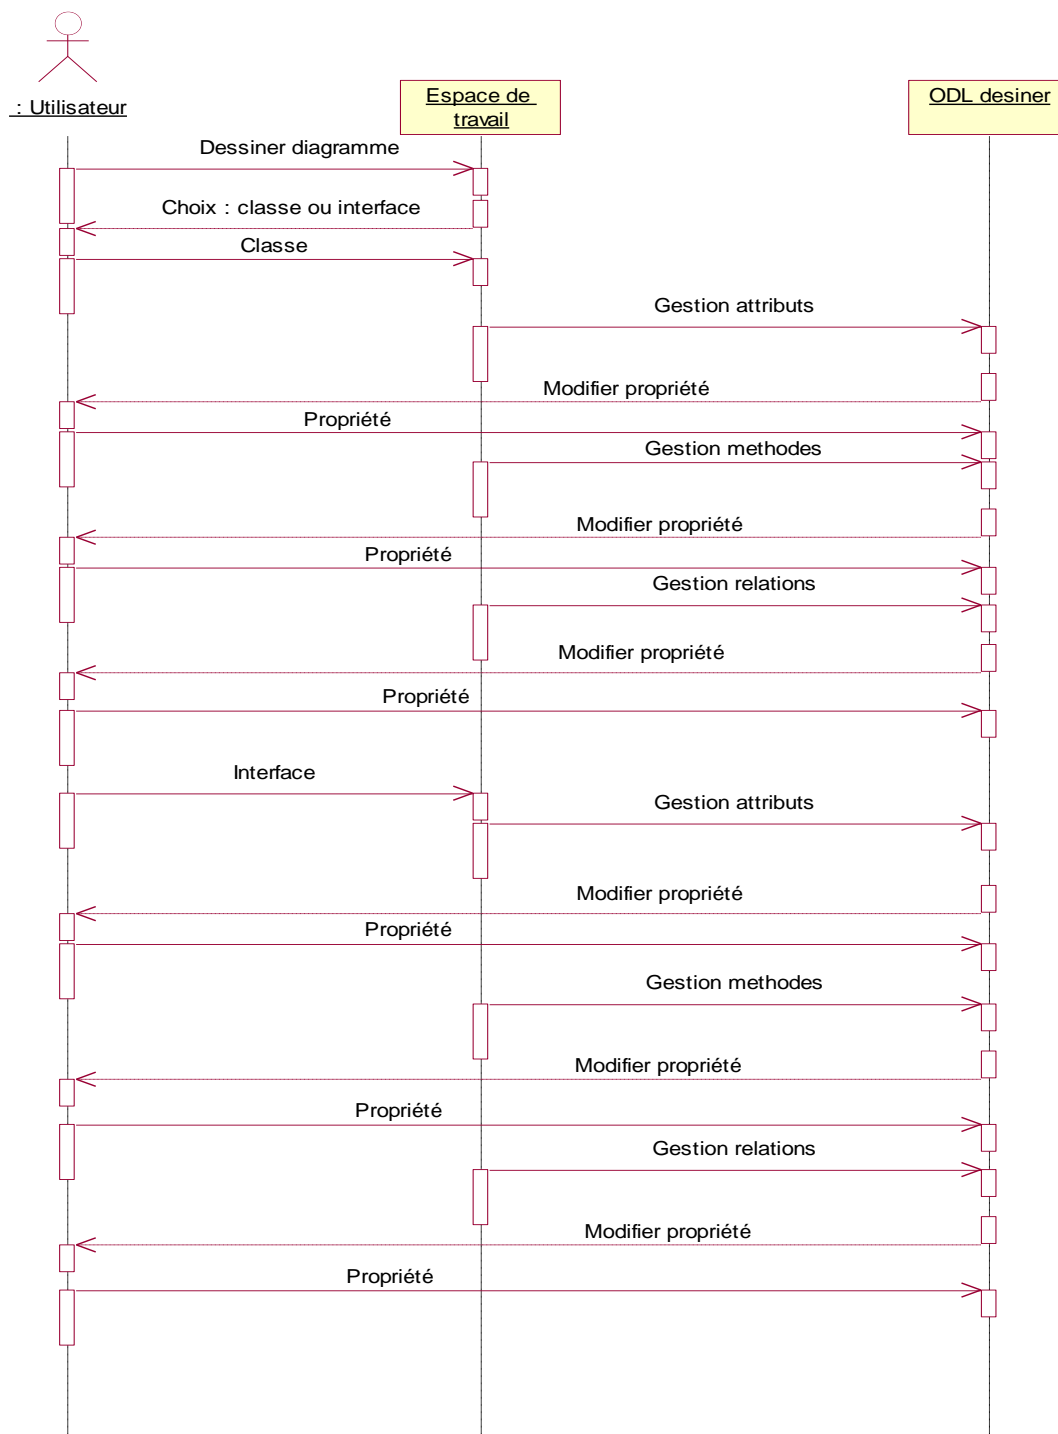 : Utilisateur
Espace de
travail
ODL desiner
Dessiner diagramme
Choix : classe ou interface
Classe
Gestion attributs
Modifier propriété
Propriété
Gestion methodes
Modifier propriété
Propriété
Gestion relations
Modifier propriété
Propriété
Interface
Gestion attributs
Modifier propriété
Propriété
Gestion methodes
Modifier propriété
Propriété
Gestion relations
Modifier propriété
Propriété